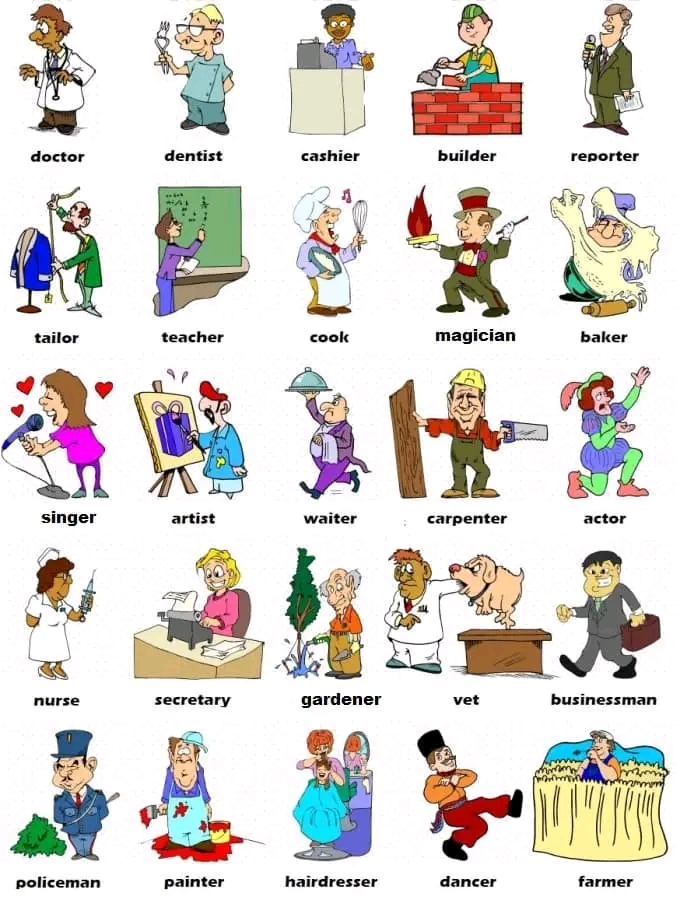 doctor dentist cashier builder reporter
tailor teacher cook magician baker
singer artist waiter carpenter actor
nurse secretary gardener vet businessman
policeman painter hairdresser dancer farmer